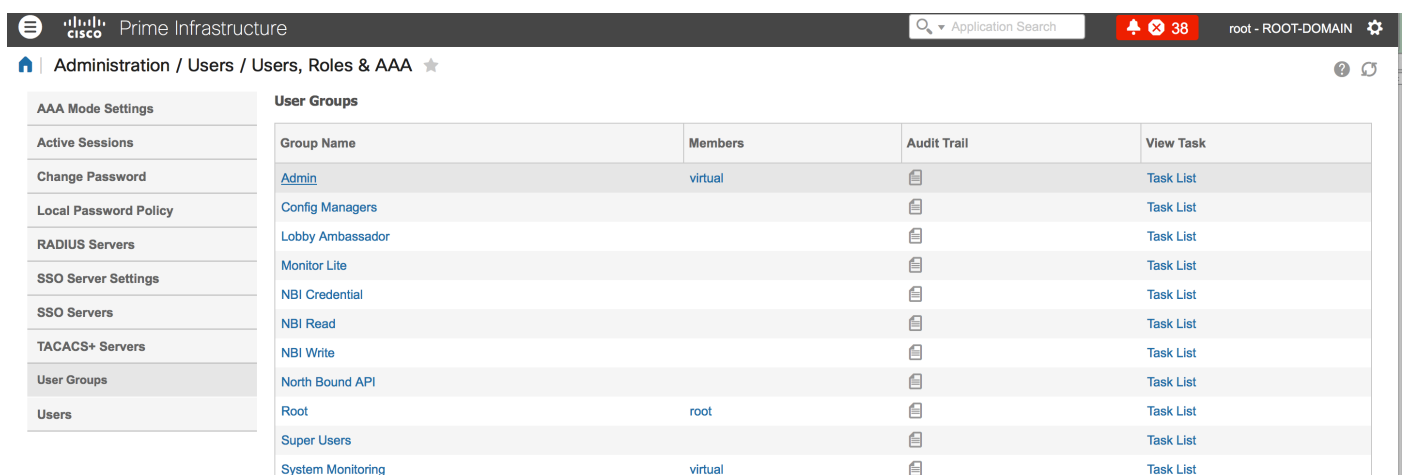 cisco Prime Infrastructure Application Search 38 root - ROOT-DOMAIN
Administration / Users / Users, Roles & AAA
AAA Mode Settings
Active Sessions
Change Password
Local Password Policy
RADIUS Servers
SSO Server Settings
SSO Servers
TACACS+ Servers
User Groups
Users
User Groups
Group Name Members Audit Trail View Task
Admin virtual Task List
Config Managers Task List
Lobby Ambassador Task List
Monitor Lite Task List
NBI Credential Task List
NBI Read Task List
NBI Write Task List
North Bound API Task List
Root root Task List
Super Users Task List
System Monitoring virtual Task List